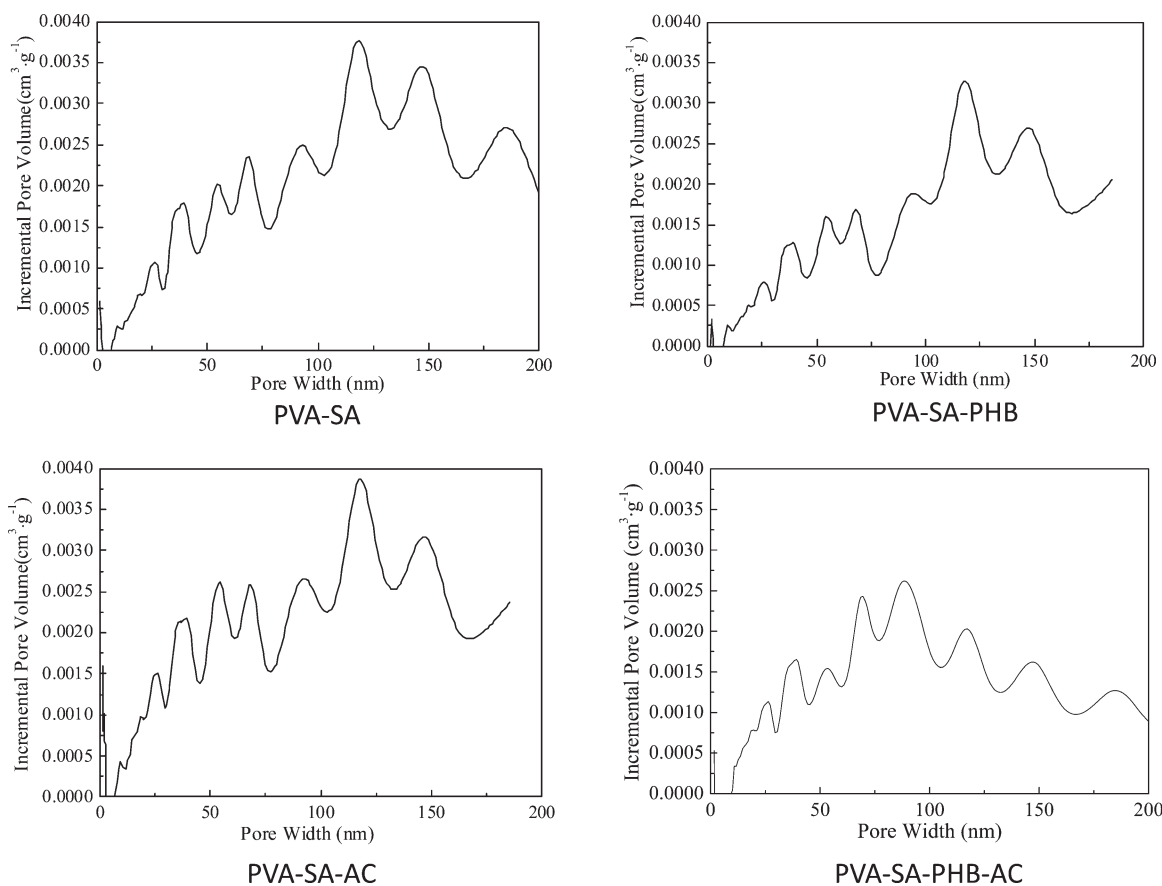 0.0040
0.0035
0.0030
0.0025
0.0020
0.0015
0.0010
0.0005
0.0000
Incremental Pore Volume(cm³·g⁻¹)
0 50 100 150 200
Pore Width (nm)
PVA-SA
0.0040
0.0035
0.0030
0.0025
0.0020
0.0015
0.0010
0.0005
0.0000
Incremental Pore Volume(cm³·g⁻¹)
0 50 100 150 200
Pore Width (nm)
PVA-SA-PHB
0.0040
0.0035
0.0030
0.0025
0.0020
0.0015
0.0010
0.0005
0.0000
Incremental Pore Volume(cm³·g⁻¹)
0 50 100 150 200
Pore Width (nm)
PVA-SA-AC
0.0040
0.0035
0.0030
0.0025
0.0020
0.0015
0.0010
0.0005
0.0000
Incremental Pore Volume (cm³·g⁻¹)
0 50 100 150 200
Pore Width (nm)
PVA-SA-PHB-AC